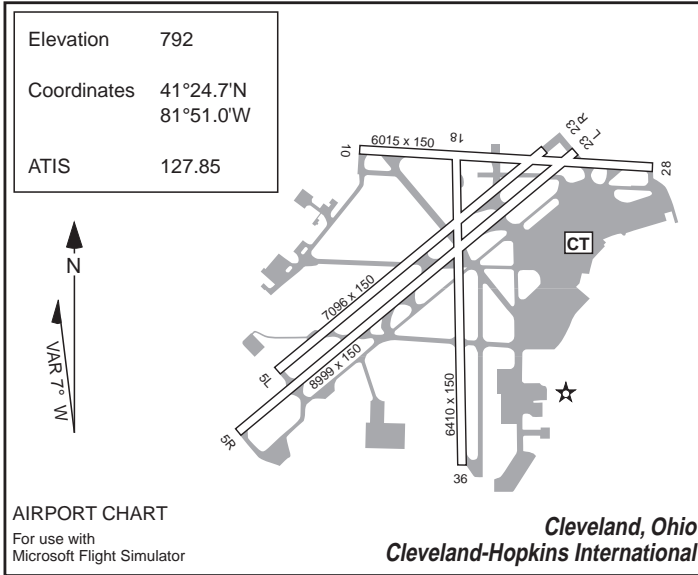 Elevation 792
Coordinates 41°24.7'N
81°51.0'W
ATIS 127.85
N
VAR 7° W
10
6015 x 150
18
23 R
23 L
28
CT
7096 x 150
8999 x 150
6410 x 150
5L
5R
36
AIRPORT CHART
For use with
Microsoft Flight Simulator
Cleveland, Ohio
Cleveland-Hopkins International